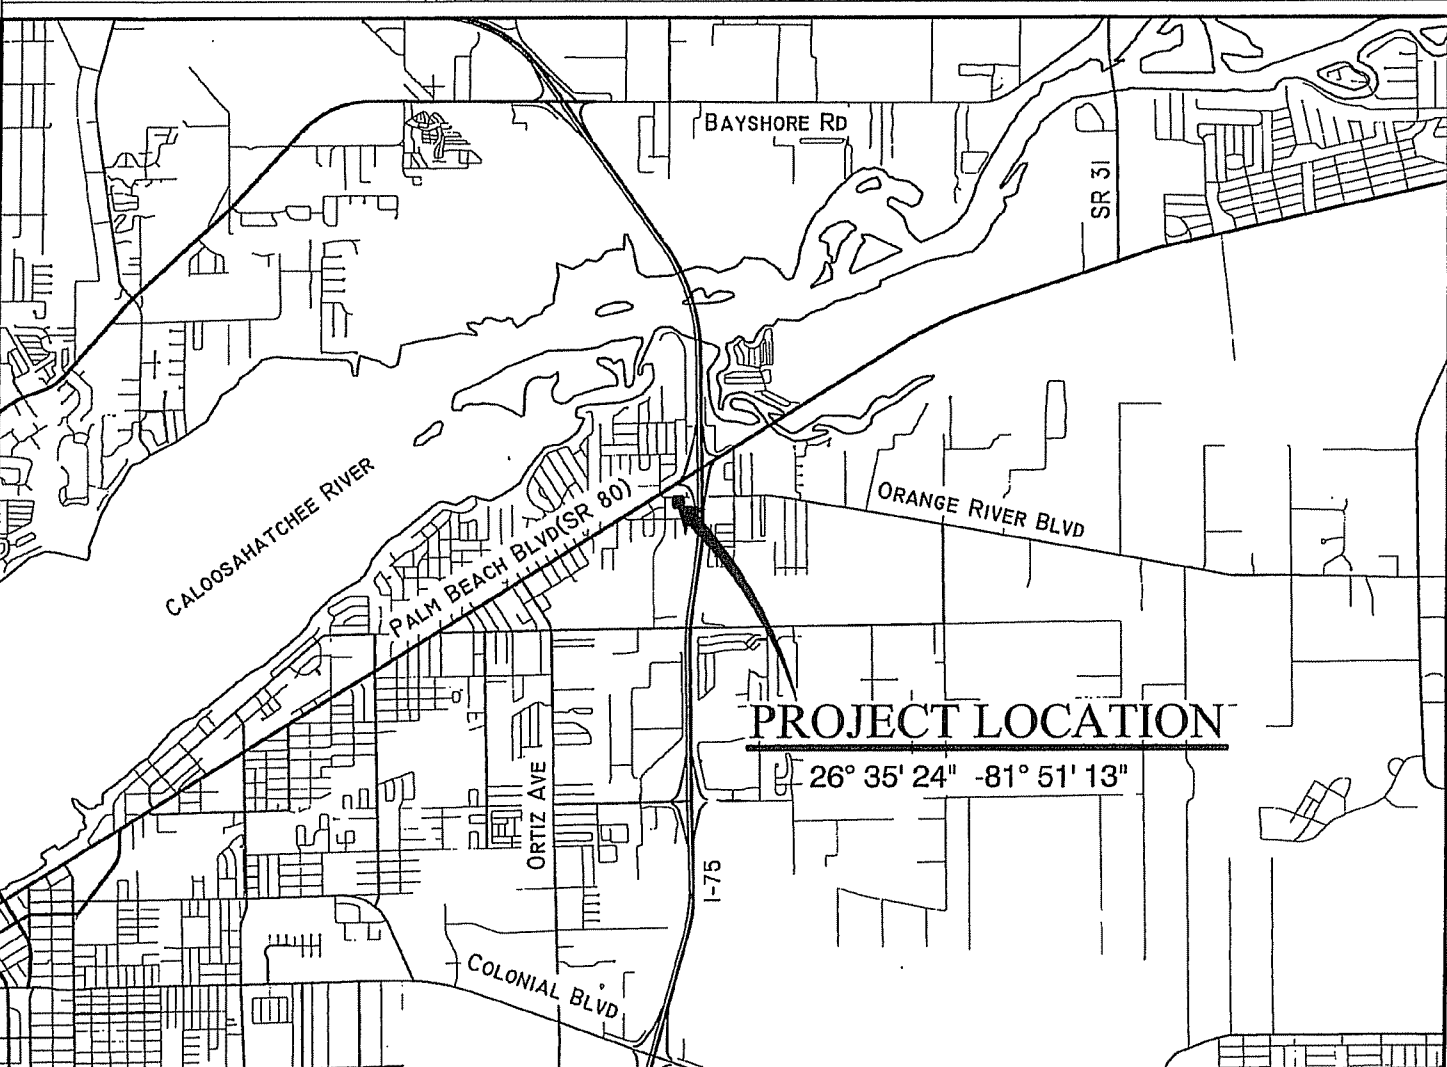 BAYSHORE RD
SR 31
CALOOSAHATCHEE RIVER
PALM BEACH BLVD(SR 80)
ORANGE RIVER BLVD
PROJECT LOCATION
26° 35' 24" -81° 51' 13"
ORTIZ AVE
I-75
COLONIAL BLVD